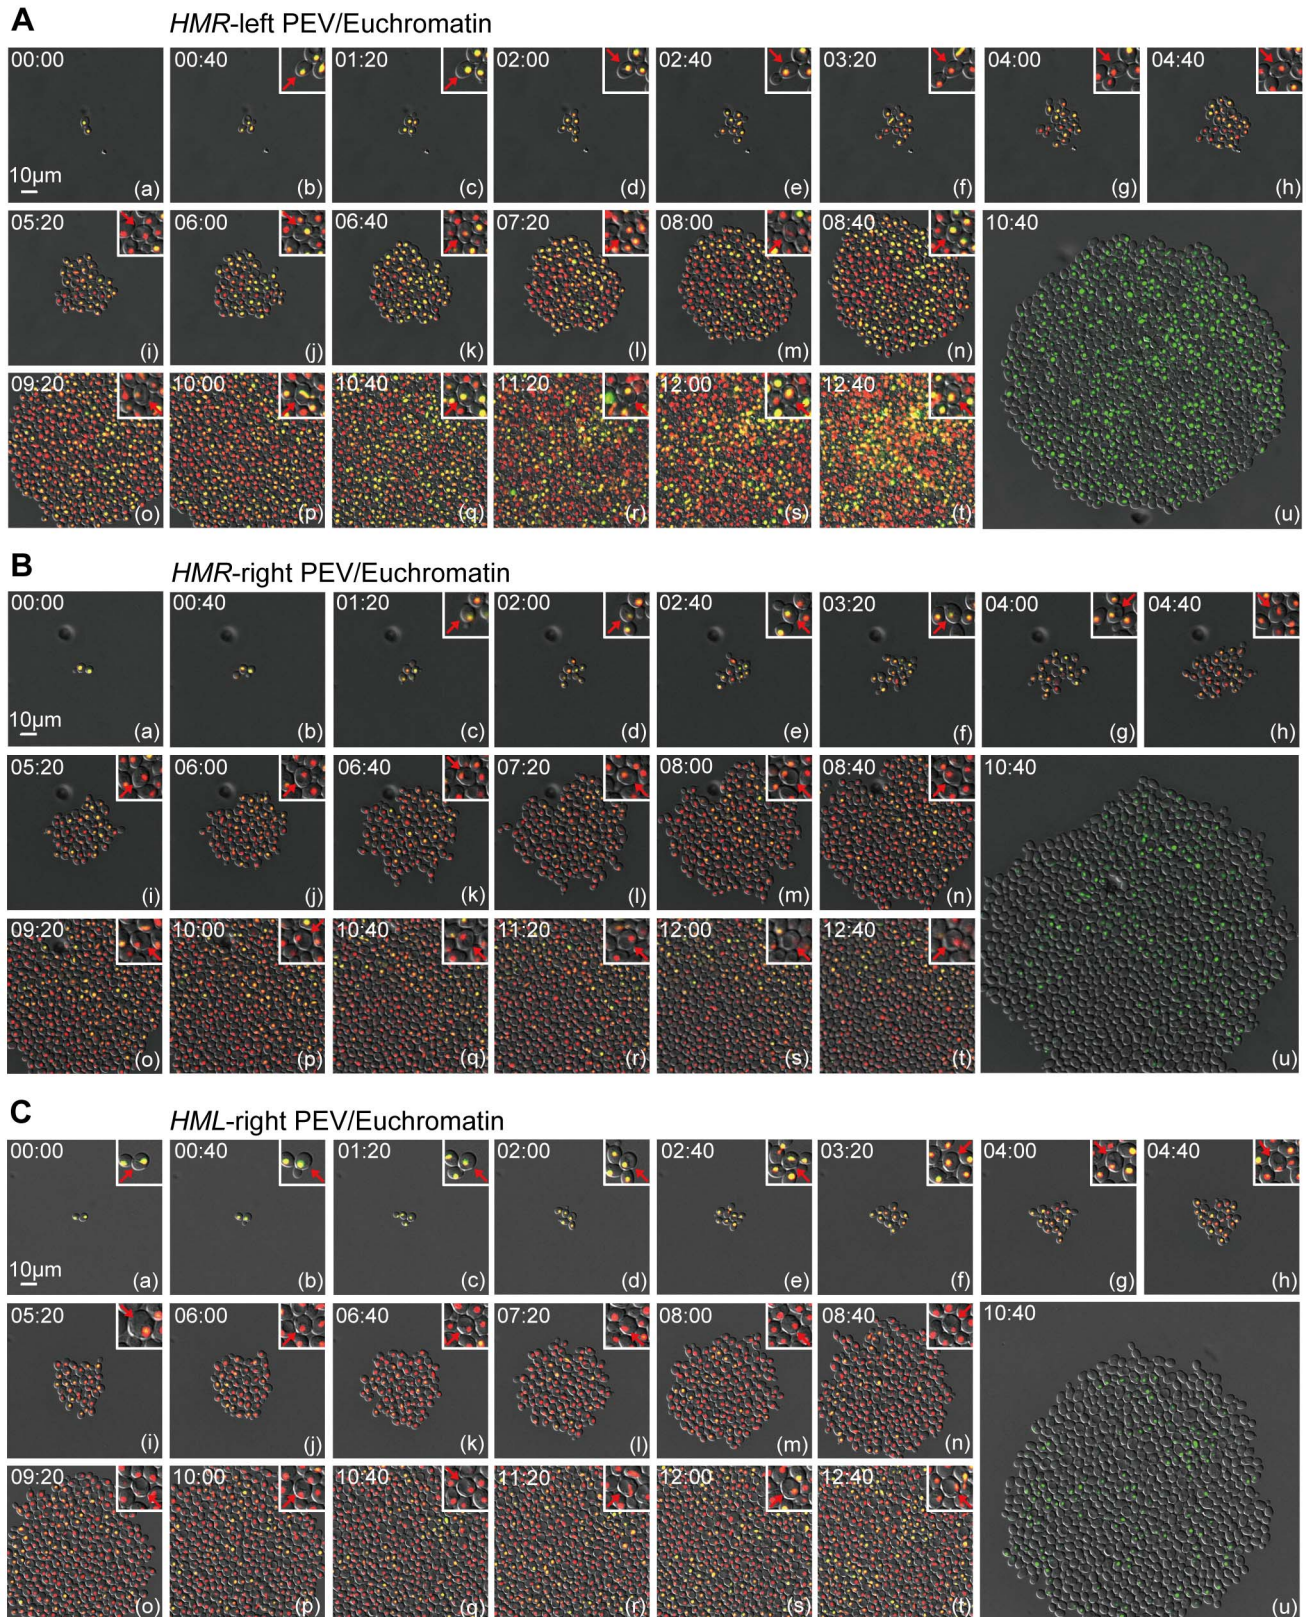 A HMR-left PEV/Euchromatin
00:00 00:40 01:20 02:00 02:40 03:20 04:00 04:40
10µm
(a) (b) (c) (d) (e) (f) (g) (h)
05:20 06:00 06:40 07:20 08:00 08:40 10:40
(i) (j) (k) (l) (m) (n)
09:20 10:00 10:40 11:20 12:00 12:40
(o) (p) (q) (r) (s) (t) (u)
B HMR-right PEV/Euchromatin
00:00 00:40 01:20 02:00 02:40 03:20 04:00 04:40
10µm
(a) (b) (c) (d) (e) (f) (g) (h)
05:20 06:00 06:40 07:20 08:00 08:40 10:40
(i) (j) (k) (l) (m) (n)
09:20 10:00 10:40 11:20 12:00 12:40
(o) (p) (q) (r) (s) (t) (u)
C HML-right PEV/Euchromatin
00:00 00:40 01:20 02:00 02:40 03:20 04:00 04:40
10µm
(a) (b) (c) (d) (e) (f) (g) (h)
05:20 06:00 06:40 07:20 08:00 08:40 10:40
(i) (j) (k) (l) (m) (n)
09:20 10:00 10:40 11:20 12:00 12:40
(o) (p) (q) (r) (s) (t) (u)